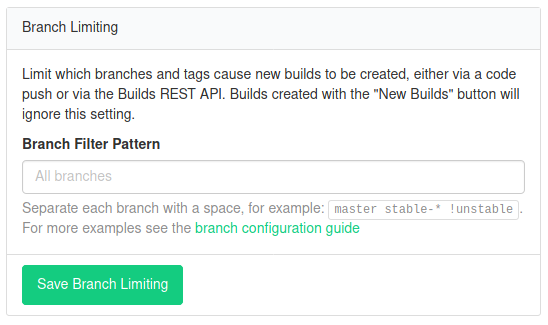 Branch Limiting
Limit which branches and tags cause new builds to be created, either via a code
push or via the Builds REST API. Builds created with the "New Builds" button will
ignore this setting.
Branch Filter Pattern
All branches
Separate each branch with a space, for example: master stable-* !unstable.
For more examples see the branch configuration guide
Save Branch Limiting